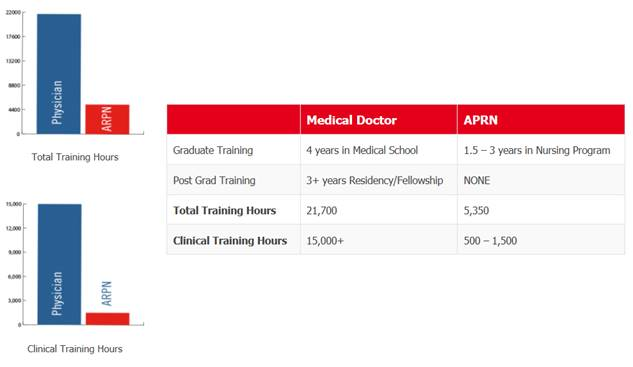 22000
17600
13200
8800
4400
0
Physician
ARPN
Total Training Hours
15,000
12,000
9,000
6,000
3,000
0
Physician
ARPN
Clinical Training Hours
Medical Doctor APRN
Graduate Training 4 years in Medical School 1.5 – 3 years in Nursing Program
Post Grad Training 3+ years Residency/Fellowship NONE
Total Training Hours 21,700 5,350
Clinical Training Hours 15,000+ 500 – 1,500